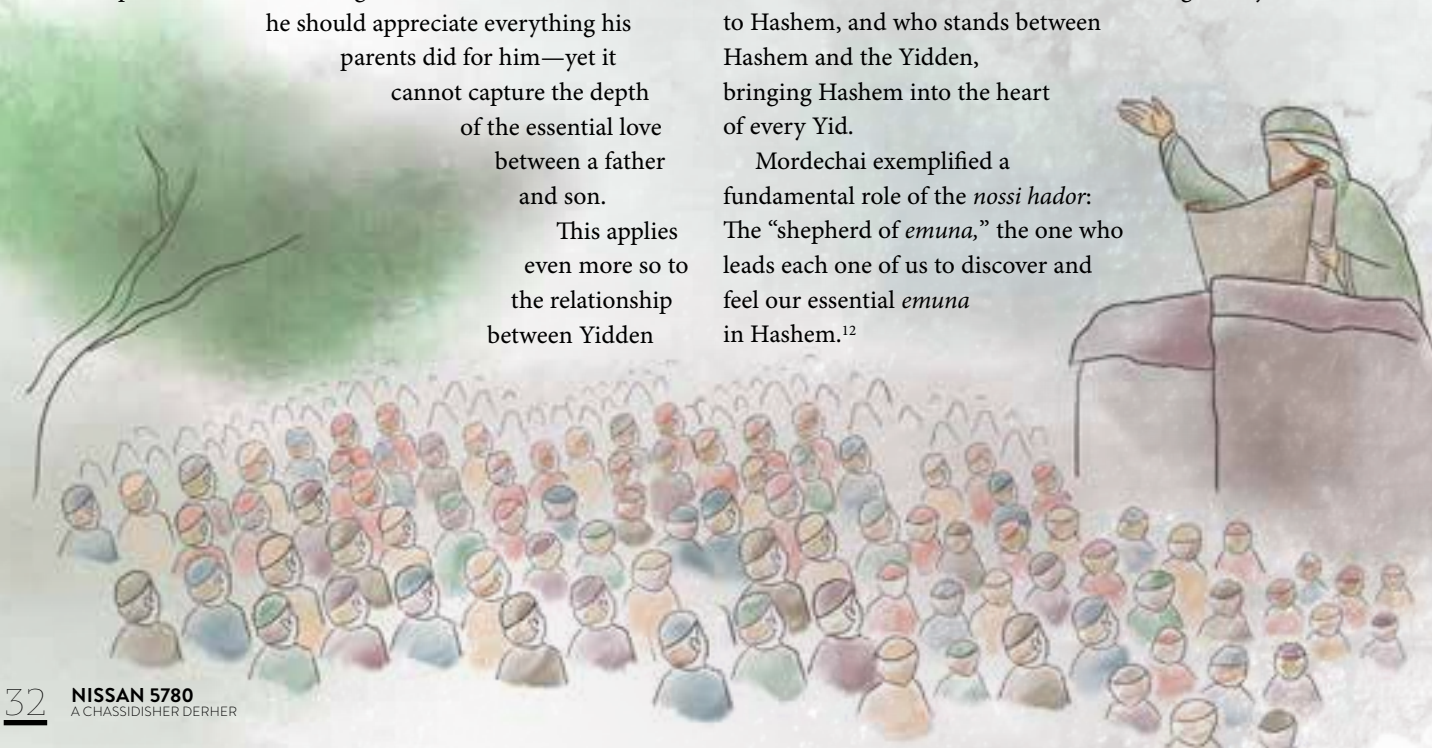 he should appreciate everything his
parents did for him—yet it
cannot capture the depth
of the essential love
between a father
and son.
This applies
even more so to
the relationship
between Yidden
to Hashem, and who stands between
Hashem and the Yidden,
bringing Hashem into the heart
of every Yid.
Mordechai exemplified a
fundamental role of the nossi hador:
The “shepherd of emuna,” the one who
leads each one of us to discover and
feel our essential emuna
in Hashem.¹²
32
NISSAN 5780
A CHASSIDISHER DERHER